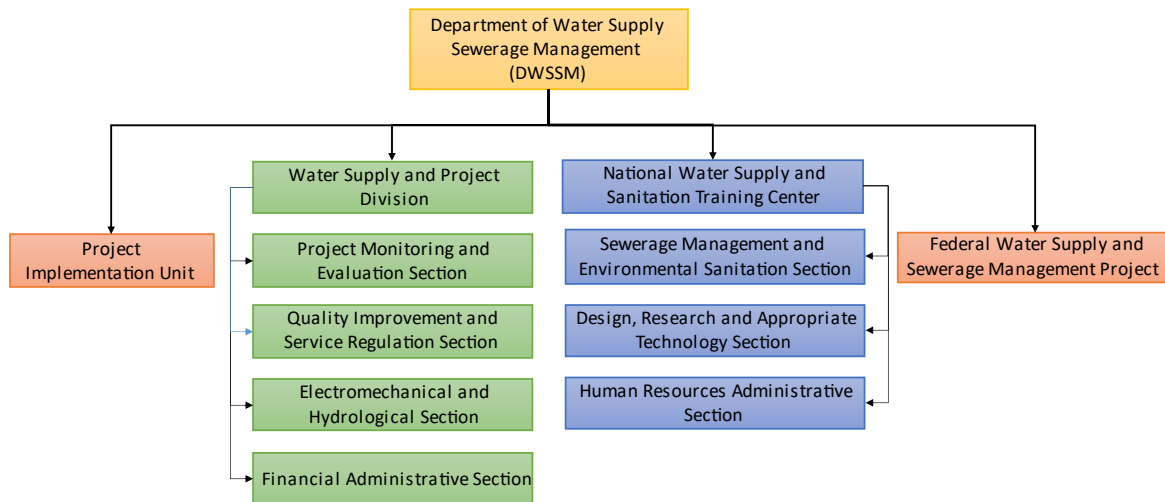 Department of Water Supply
Sewerage Management
(DWSSM)
Water Supply and Project
Division
National Water Supply and
Sanitation Training Center
Project
Implementation Unit
Project Monitoring and
Evaluation Section
Sewerage Management and
Environmental Sanitation Section
Federal Water Supply and
Sewerage Management Project
Quality Improvement and
Service Regulation Section
Design, Research and Appropriate
Technology Section
Electromechanical and
Hydrological Section
Human Resources Administrative
Section
Financial Administrative Section